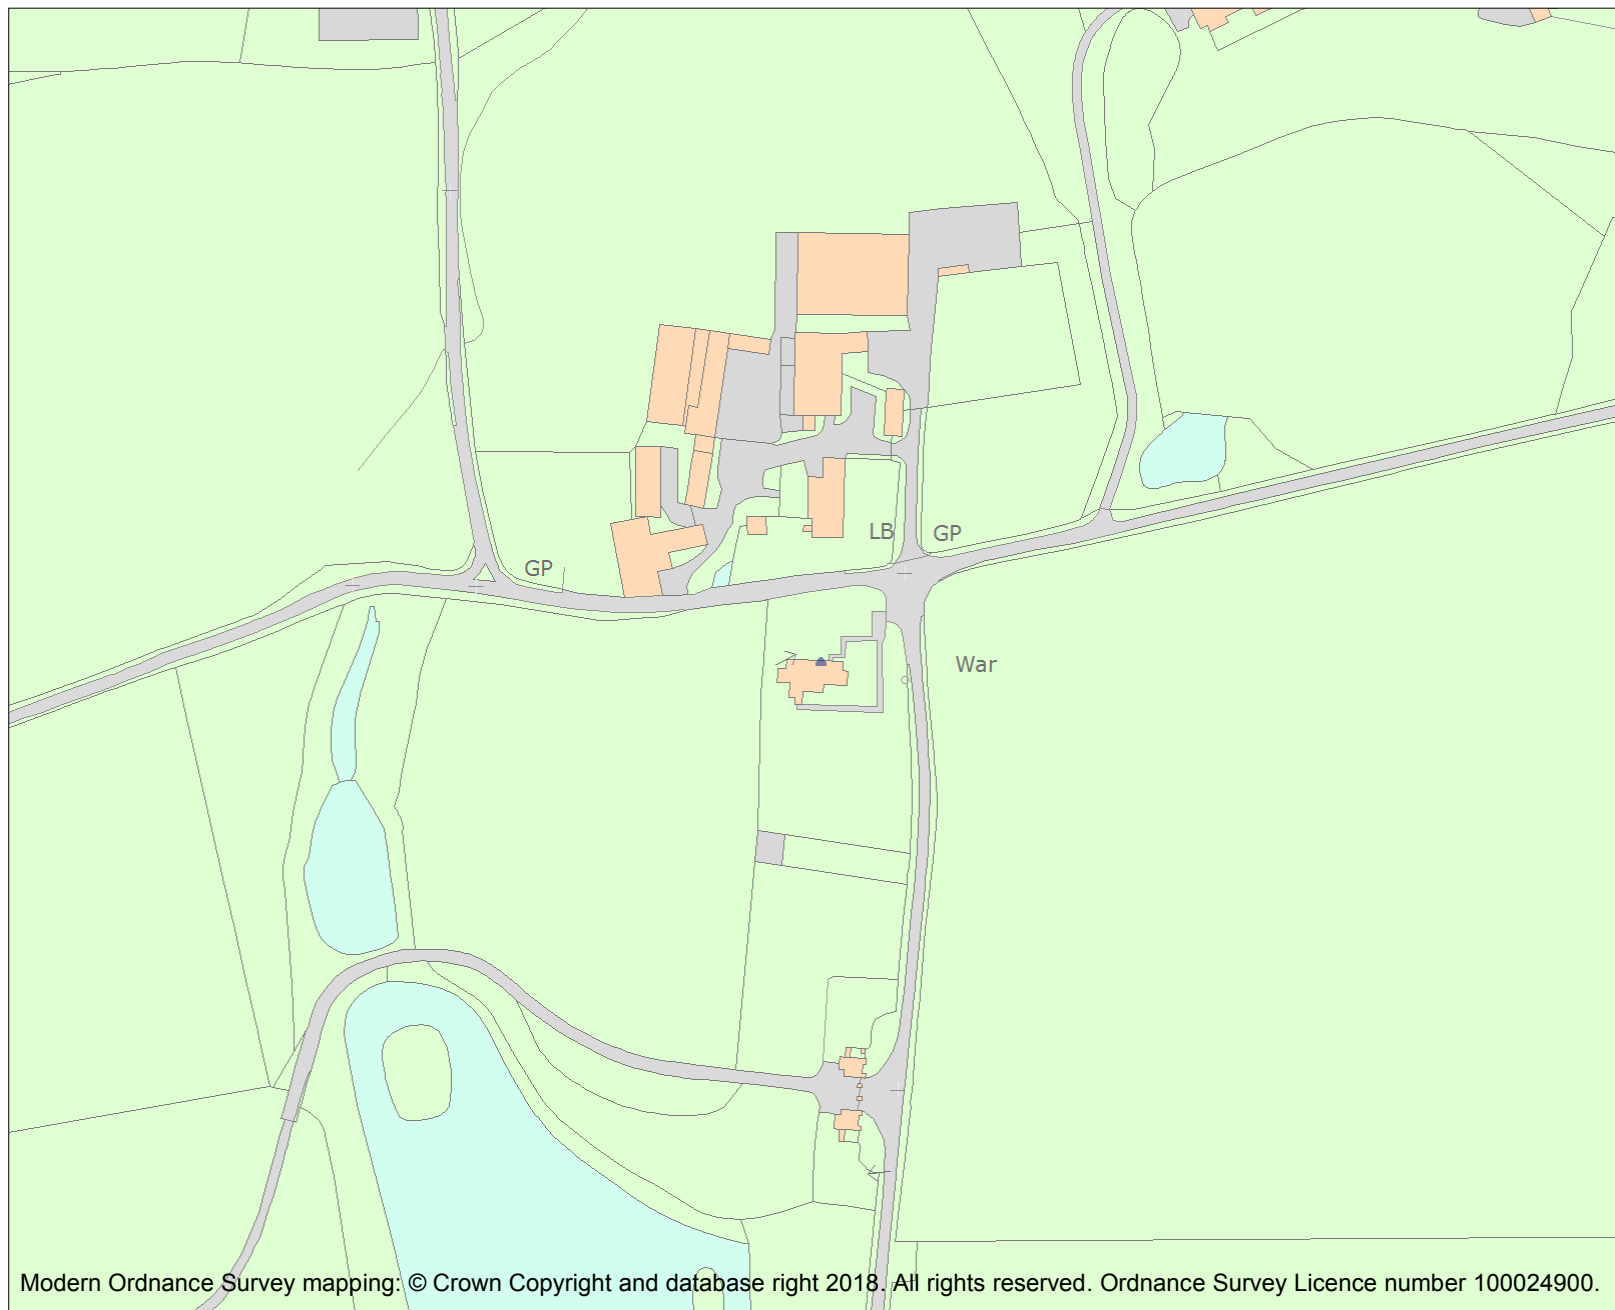 LB
GP
GP
War
Modern Ordnance Survey mapping: © Crown Copyright and database right 2018. All rights reserved. Ordnance Survey Licence number 100024900.